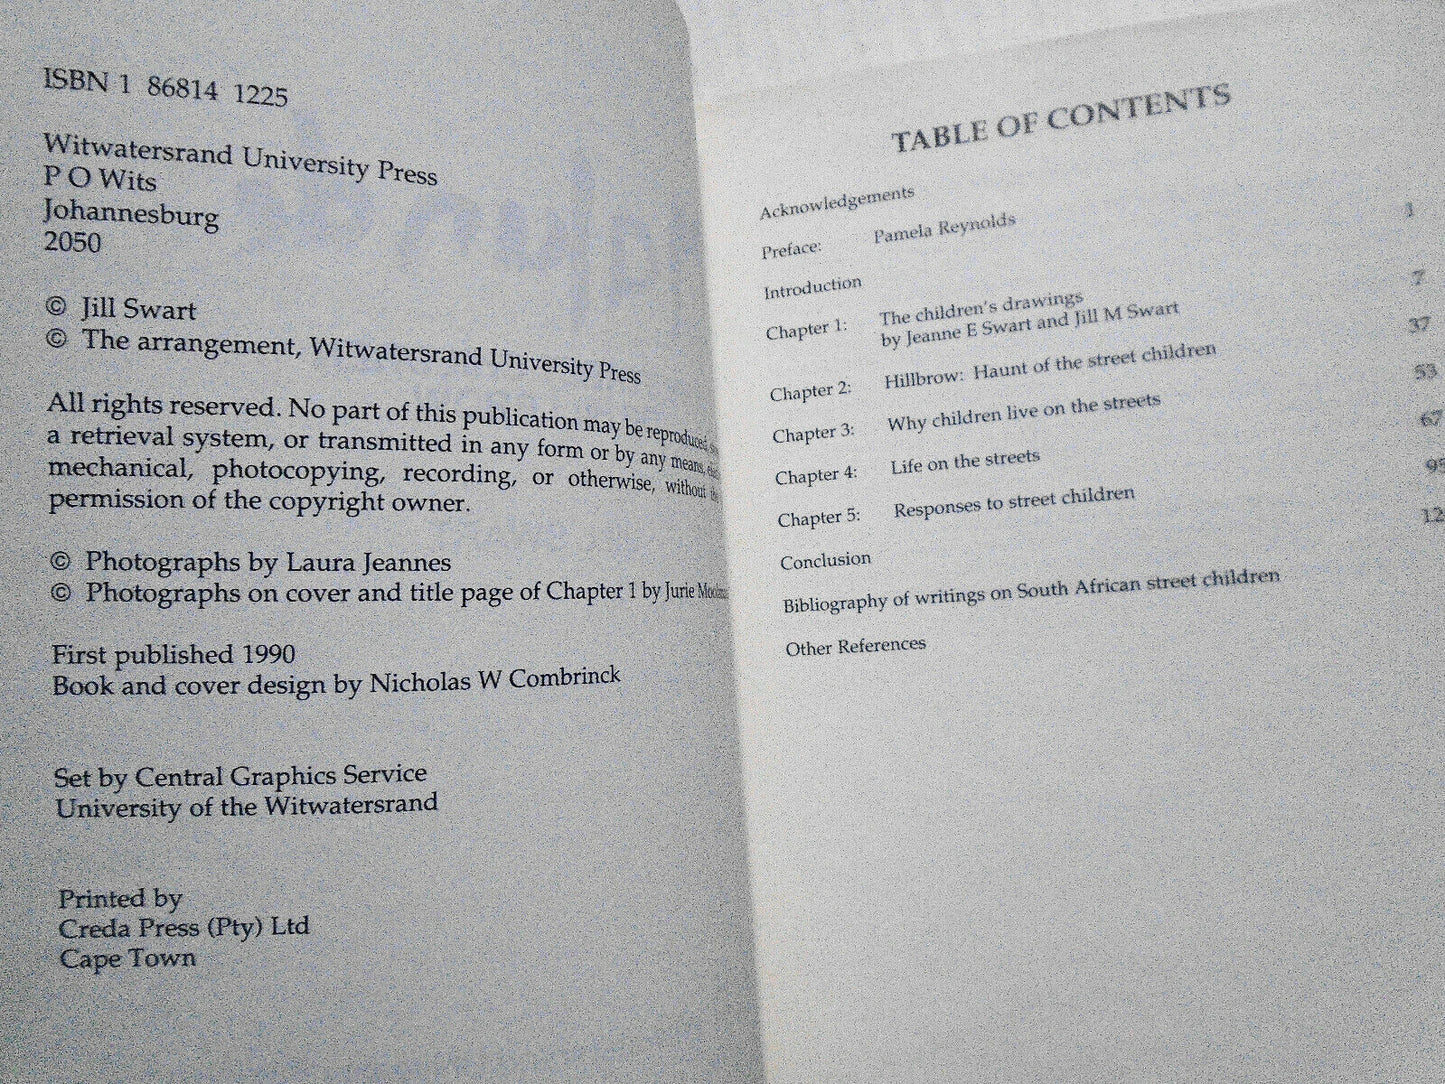 ISBN 1 86814 1225
Witwatersrand University Press
P O Wits
Johannesburg
2050
© Jill Swart
© The arrangement, Witwatersrand University Press
All rights reserved. No part of this publication may be reproduced
a retrieval system, or transmitted in any form or by any means,
mechanical, photocopying, recording, or otherwise, without
permission of the copyright owner.
© Photographs by Laura Jeannes
© Photographs on cover and title page of Chapter 1 by Jurie
First published 1990
Book and cover design by Nicholas W Combrinck
Set by Central Graphics Service
University of the Witwatersrand
Printed by
Creda Press (Pty) Ltd
Cape Town
TABLE OF CONTENTS
Acknowledgements
Preface: Pamela Reynolds
Introduction 1
Chapter 1: The children's drawings 7
by Jeanne E Swart and Jill M Swart
Chapter 2: Hillbrow: Haunt of the street children 37
Chapter 3: Why children live on the streets 53
Chapter 4: Life on the streets 67
Chapter 5: Responses to street children
Conclusion
Bibliography of writings on South African street children
Other References